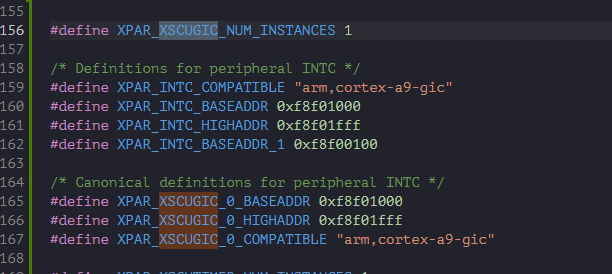 155
156 #define XPAR_XSCUGIC_NUM_INSTANCES 1
157
158 /* Definitions for peripheral INTC */
159 #define XPAR_INTC_COMPATIBLE "arm,cortex-a9-gic"
160 #define XPAR_INTC_BASEADDR 0xf8f01000
161 #define XPAR_INTC_HIGHADDR 0xf8f01fff
162 #define XPAR_INTC_BASEADDR_1 0xf8f00100
163
164 /* Canonical definitions for peripheral INTC */
165 #define XPAR_XSCUGIC_0_BASEADDR 0xf8f01000
166 #define XPAR_XSCUGIC_0_HIGHADDR 0xf8f01fff
167 #define XPAR_XSCUGIC_0_COMPATIBLE "arm,cortex-a9-gic"
168